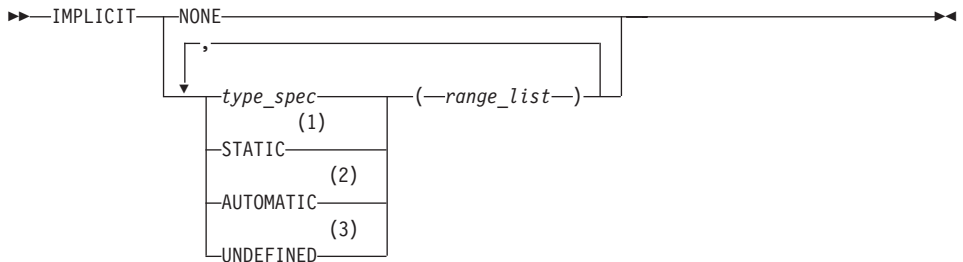 IMPLICIT NONE
,
type_spec ( range_list )
(1)
STATIC
(2)
AUTOMATIC
(3)
UNDEFINED